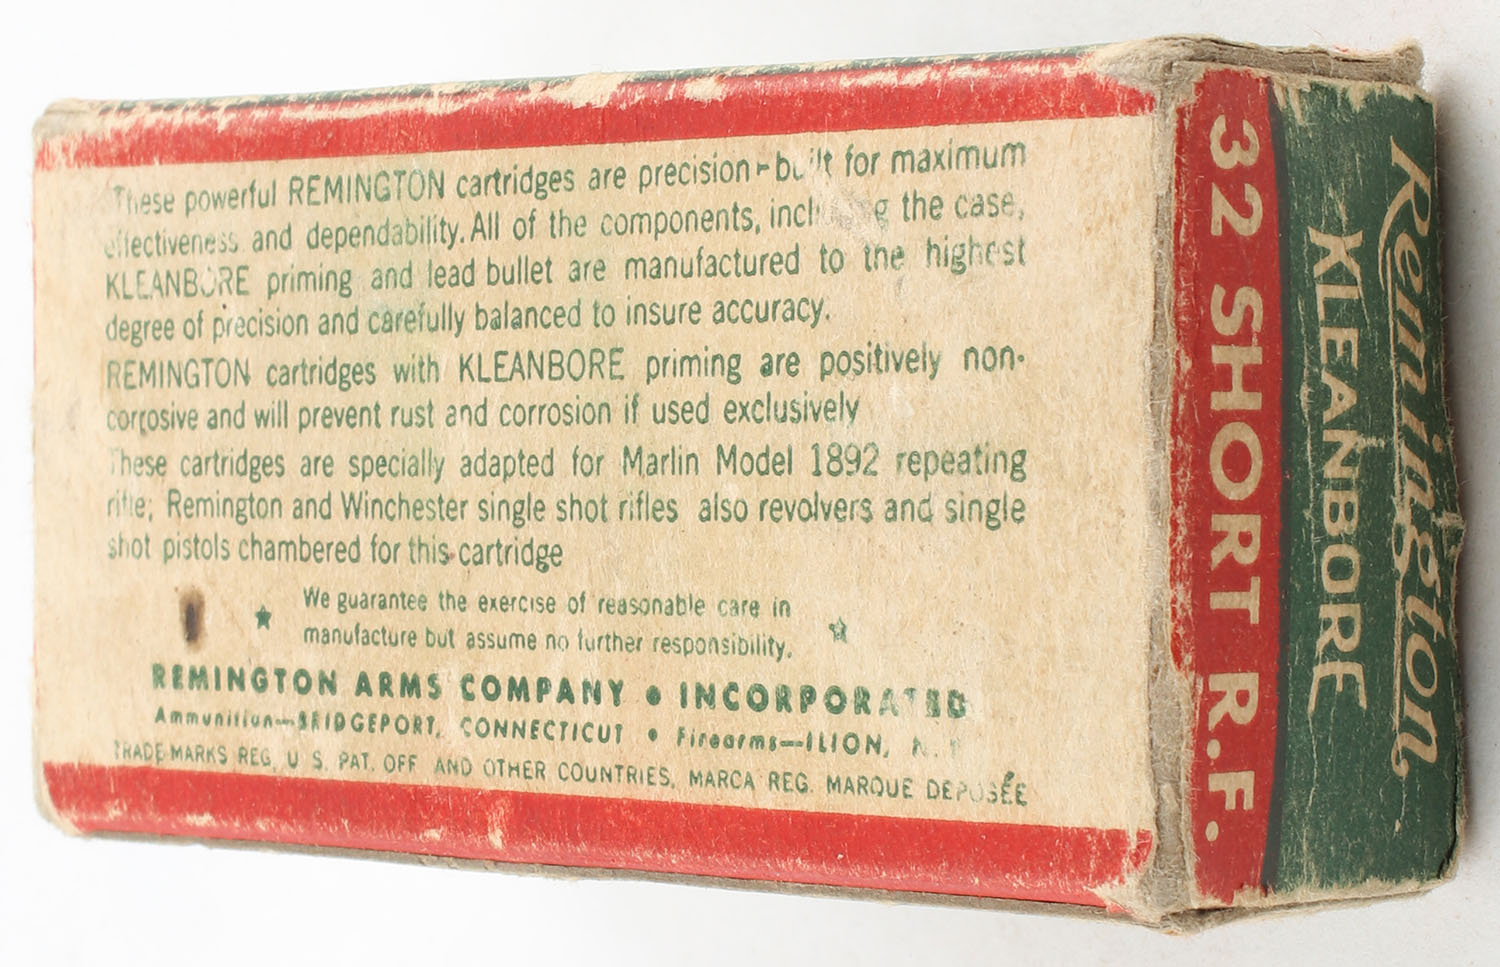 These powerful REMINGTON cartridges are precision-built for maximum
effectiveness and dependability. All of the components, including the case,
KLEANBORE priming and lead bullet are manufactured to the highest
degree of precision and carefully balanced to insure accuracy.
REMINGTON cartridges with KLEANBORE priming are positively non-
corrosive and will prevent rust and corrosion if used exclusively
These cartridges are specially adapted for Marlin Model 1892 repeating
rifle; Remington and Winchester single shot rifles also revolvers and single
shot pistols chambered for this cartridge
We guarantee the exercise of reasonable care in
manufacture but assume no further responsibility.
REMINGTON ARMS COMPANY • INCORPORATED
Ammunition—BRIDGEPORT, CONNECTICUT • Firearms—ILION, N. Y
TRADE MARKS REG. U S. PAT. OFF AND OTHER COUNTRIES, MARCA REG. MARQUE DEPOSÉE
Remington
KLEANBORE
32 SHORT R.F.